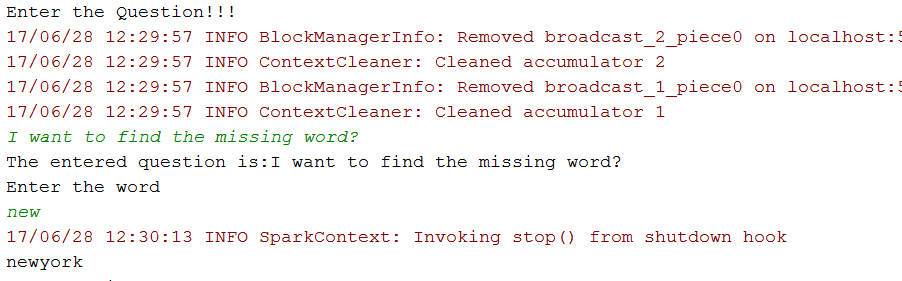 Enter the Question!!!
17/06/28 12:29:57 INFO BlockManagerInfo: Removed broadcast_2_piece0 on localhost:5
17/06/28 12:29:57 INFO ContextCleaner: Cleaned accumulator 2
17/06/28 12:29:57 INFO BlockManagerInfo: Removed broadcast_1_piece0 on localhost:5
17/06/28 12:29:57 INFO ContextCleaner: Cleaned accumulator 1
I want to find the missing word?
The entered question is:I want to find the missing word?
Enter the word
new
17/06/28 12:30:13 INFO SparkContext: Invoking stop() from shutdown hook
newyork